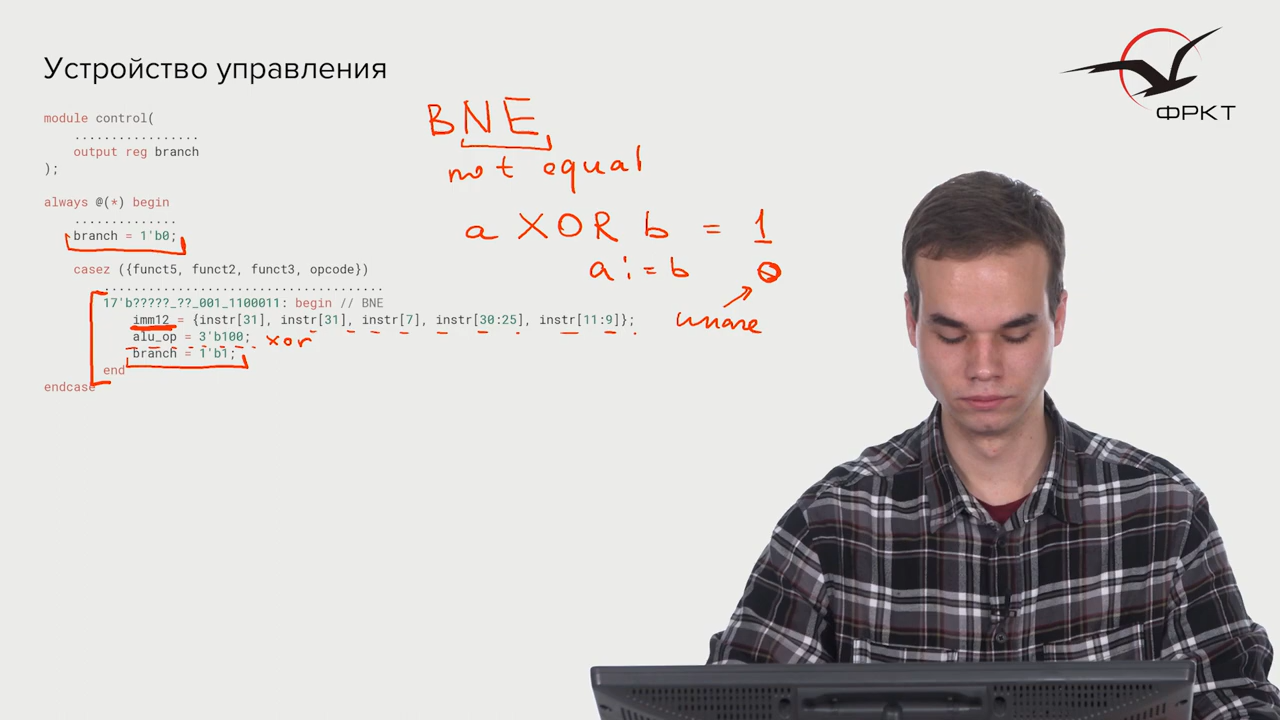 Устройство управления
ФРКТ
module control(
.................
output reg branch
);
always @(*) begin
..............
branch = 1'b0;
casez ({funct5, funct2, funct3, opcode})
......................................
17'b?????_??_001_1100011: begin // BNE
imm12 = {instr[31], instr[31], instr[7], instr[30:25], instr[11:9]};
alu_op = 3'b100;
branch = 1'b1;
end
endcase
BNE
not equal
a XOR b = 1
a != b 0
иначе
xor